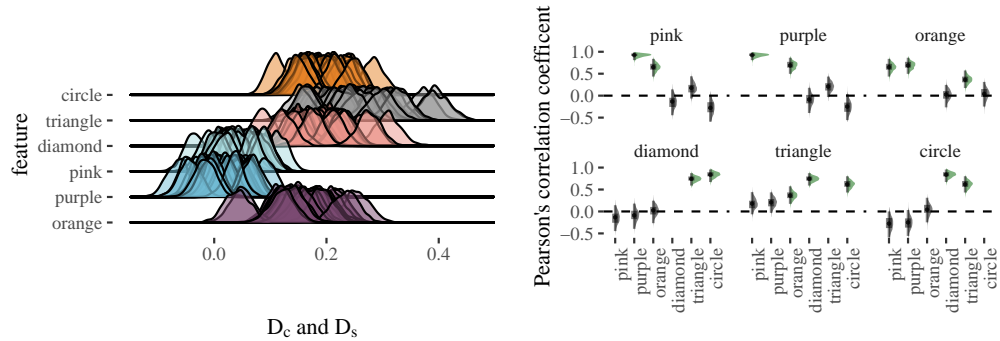 feature
circle
triangle
diamond
pink
purple
orange
0.0 0.2 0.4
D_c and D_s
Pearson's correlation coefficent
pink purple orange
1.0
0.5
0.0
−0.5
diamond triangle circle
1.0
0.5
0.0
−0.5
pink purple orange diamond triangle circle
pink purple orange diamond triangle circle
pink purple orange diamond triangle circle